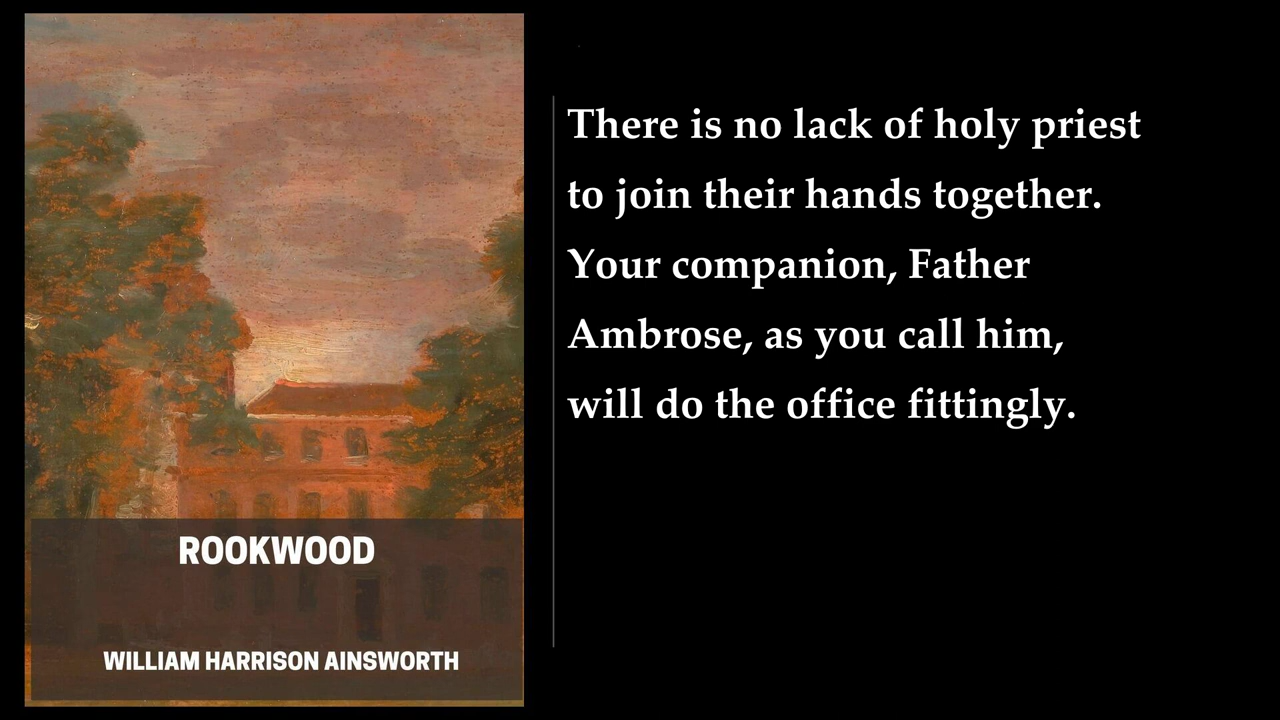 ROOKWOOD
WILLIAM HARRISON AINSWORTH
There is no lack of holy priest
to join their hands together.
Your companion, Father
Ambrose, as you call him,
will do the office fittingly.